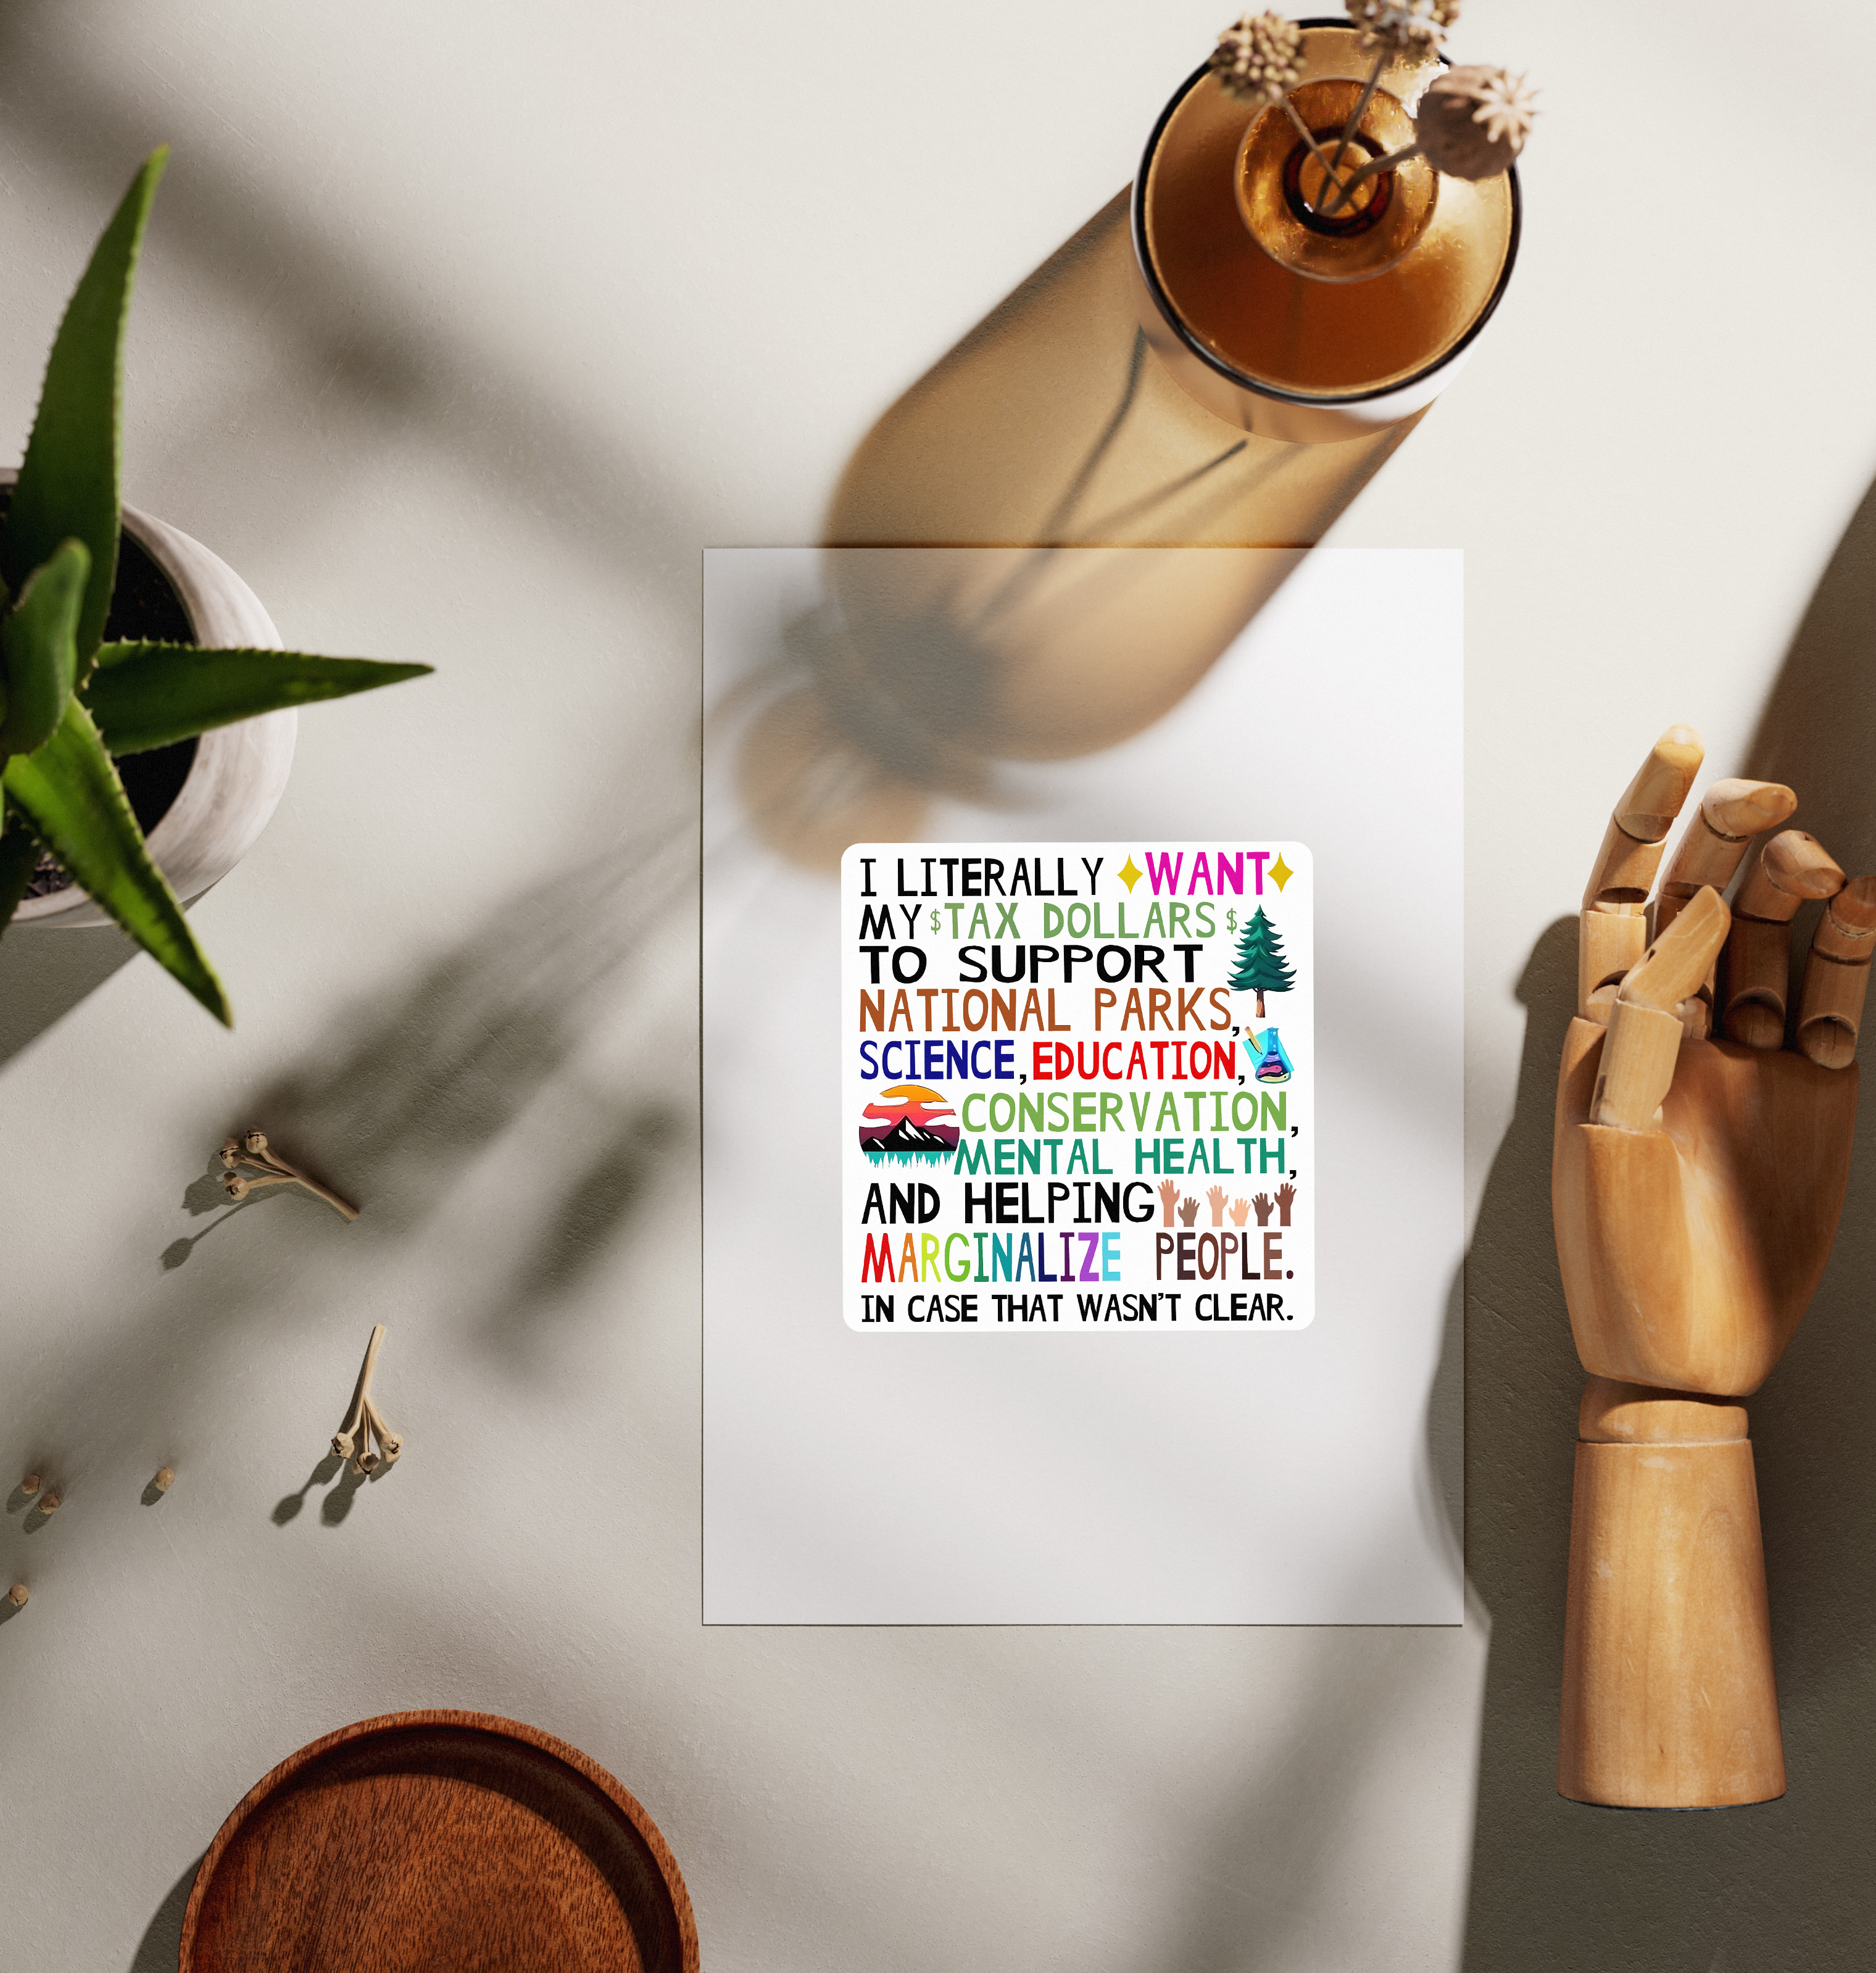 I LITERALLY WANT
MY $TAX DOLLARS$
TO SUPPORT
NATIONAL PARKS,
SCIENCE, EDUCATION,
CONSERVATION,
MENTAL HEALTH,
AND HELPING
MARGINALIZE PEOPLE.
IN CASE THAT WASN'T CLEAR.